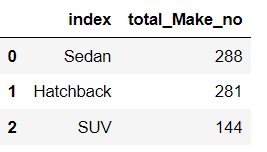 index total_Make_no
0 Sedan 288
1 Hatchback 281
2 SUV 144